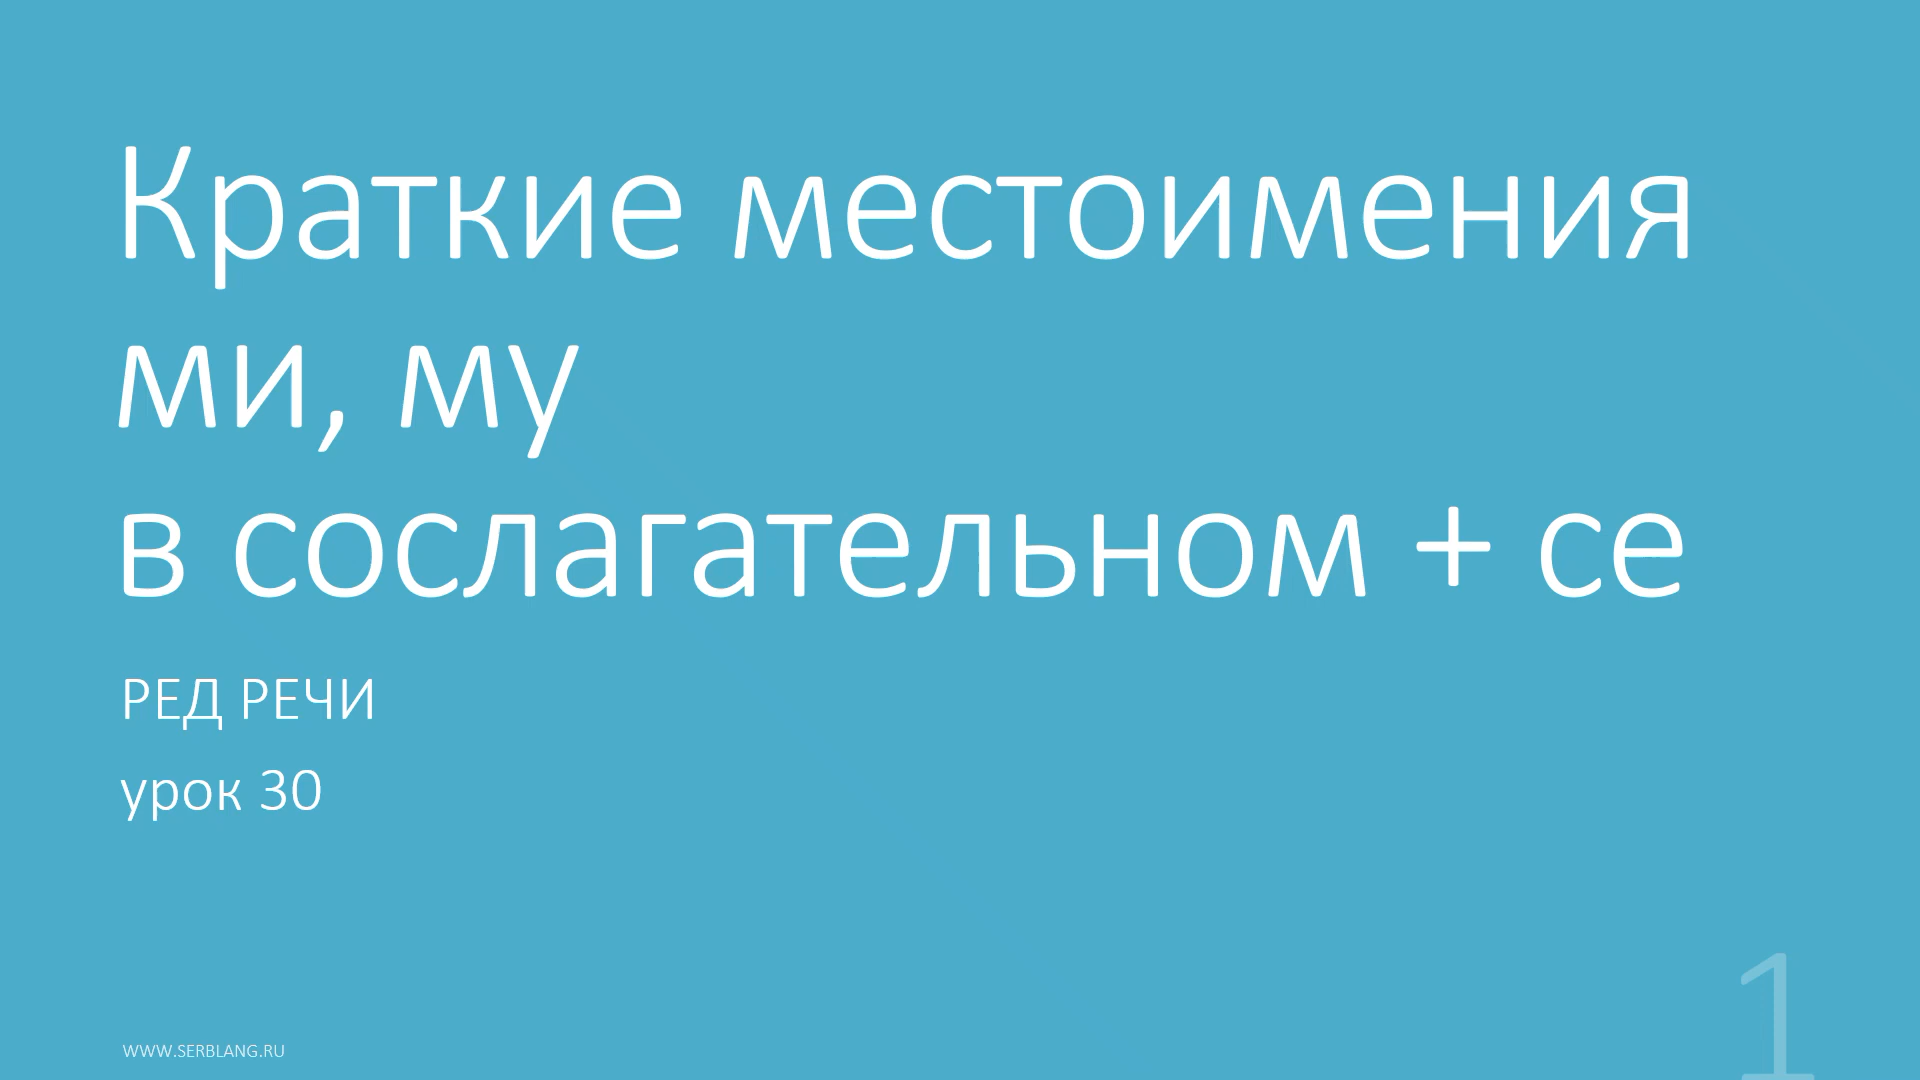 Краткие местоимения
ми, му
в сослагательном + се
РЕД РЕЧИ
урок 30
WWW.SERBLANG.RU
1